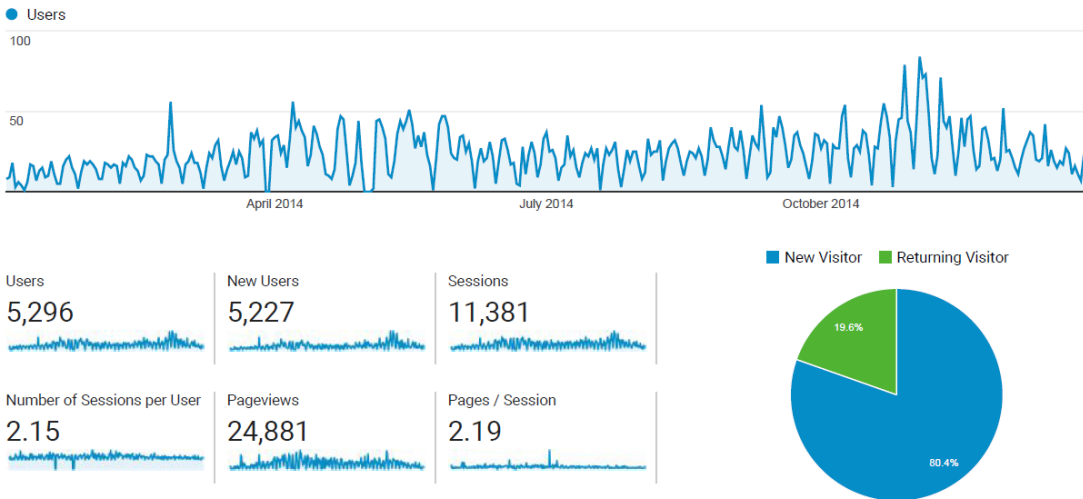 Users
100
50
April 2014
July 2014
October 2014
New Visitor
Returning Visitor
Users
5,296
New Users
5,227
Sessions
11,381
Number of Sessions per User
2.15
Pageviews
24,881
Pages / Session
2.19
19.6%
80.4%